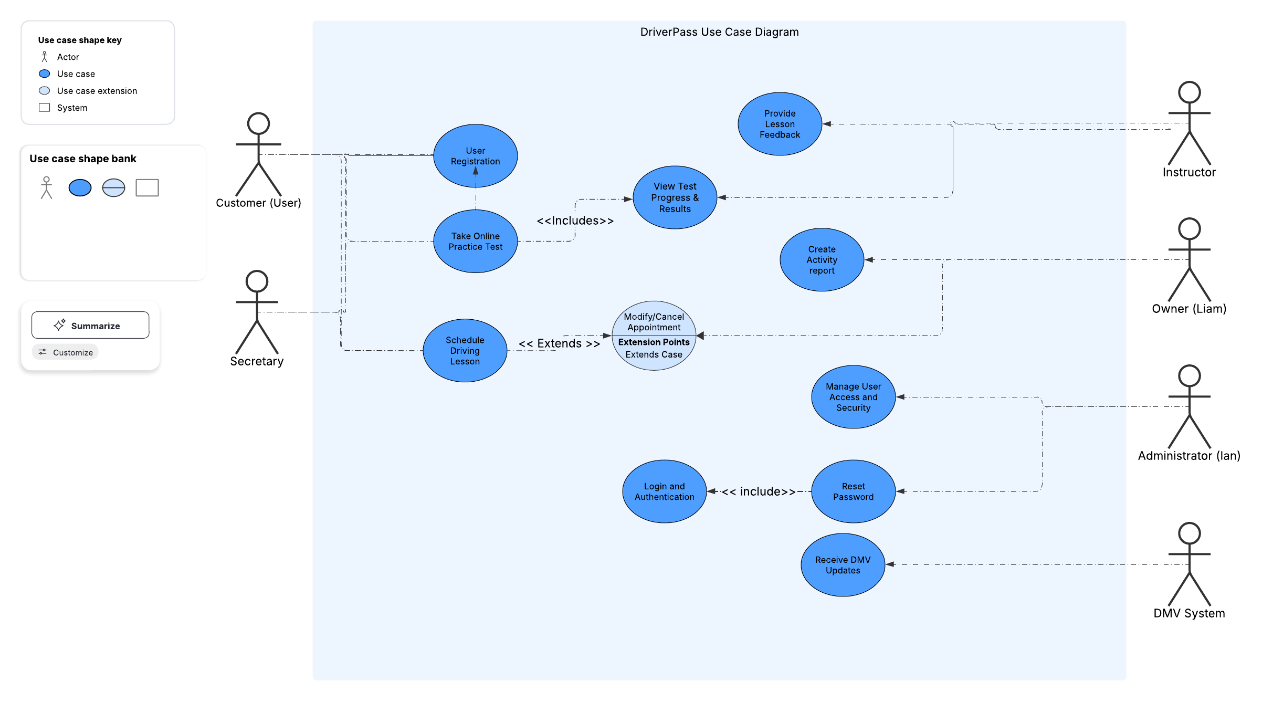 DriverPass Use Case Diagram
Use case shape key
Actor
Use case
Use case extension
System
Use case shape bank
Summarize
Customize
Customer (User)
Secretary
User
Registration
Take Online
Practice Test
Schedule
Driving
Lesson
<<Includes>>
<< Extends >>
View Test
Progress &
Results
Provide
Lesson
Feedback
Create
Activity
report
Modify/Cancel
Appointment
Extension Points
Extends Case
Manage User
Access and
Security
Login and
Authentication
<< include>>
Reset
Password
Receive DMV
Updates
Instructor
Owner (Liam)
Administrator (Ian)
DMV System